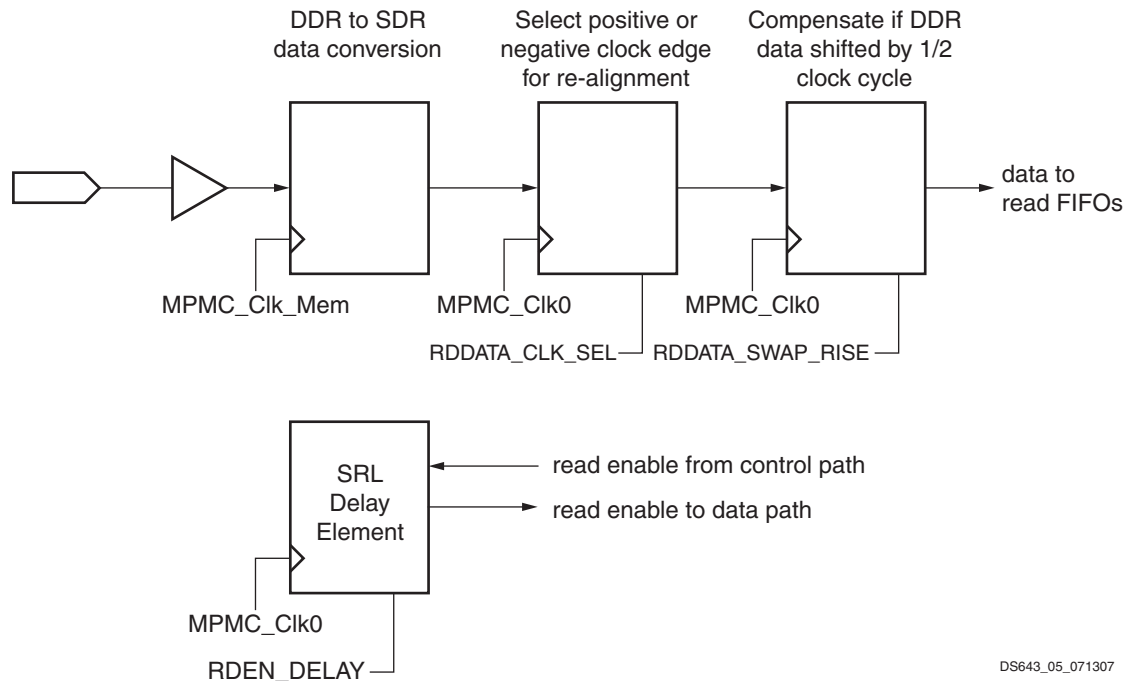 DDR to SDR
data conversion
Select positive or
negative clock edge
for re-alignment
Compensate if DDR
data shifted by 1/2
clock cycle
data to
read FIFOs
MPMC_Clk_Mem
MPMC_Clk0
MPMC_Clk0
RDDATA_CLK_SEL
RDDATA_SWAP_RISE
SRL
Delay
Element
read enable from control path
read enable to data path
MPMC_Clk0
RDEN_DELAY
DS643_05_071307